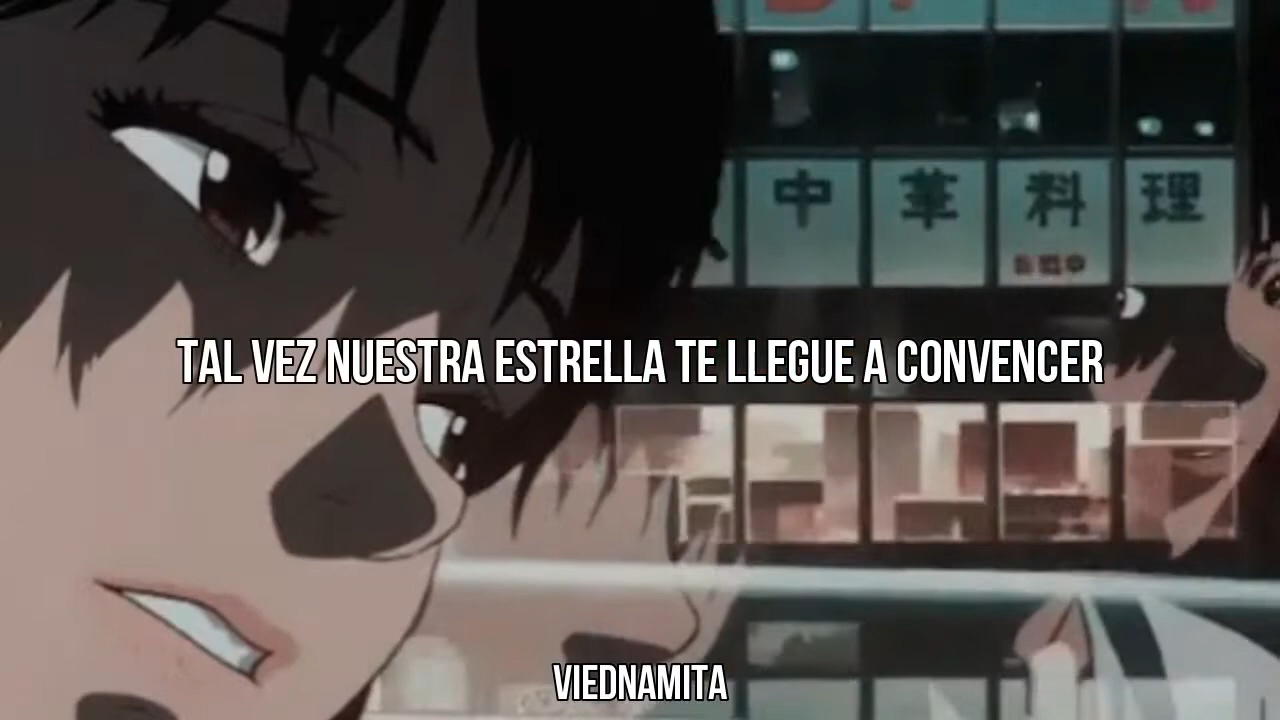 中華料理
TAL VEZ NUESTRA ESTRELLA TE LLEGUE A CONVENCER
VIEDNAMITA